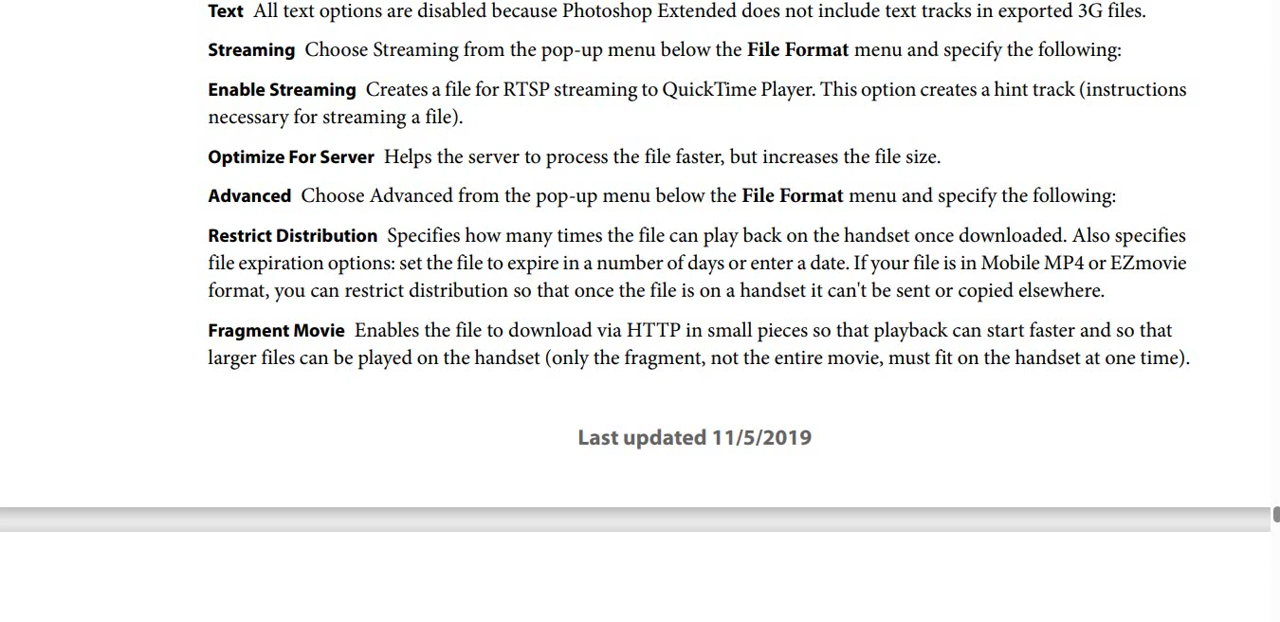 Text All text options are disabled because Photoshop Extended does not include text tracks in exported 3G files.
Streaming Choose Streaming from the pop-up menu below the File Format menu and specify the following:
Enable Streaming Creates a file for RTSP streaming to QuickTime Player. This option creates a hint track (instructions
necessary for streaming a file).
Optimize For Server Helps the server to process the file faster, but increases the file size.
Advanced Choose Advanced from the pop-up menu below the File Format menu and specify the following:
Restrict Distribution Specifies how many times the file can play back on the handset once downloaded. Also specifies
file expiration options: set the file to expire in a number of days or enter a date. If your file is in Mobile MP4 or EZmovie
format, you can restrict distribution so that once the file is on a handset it can't be sent or copied elsewhere.
Fragment Movie Enables the file to download via HTTP in small pieces so that playback can start faster and so that
larger files can be played on the handset (only the fragment, not the entire movie, must fit on the handset at one time).
Last updated 11/5/2019